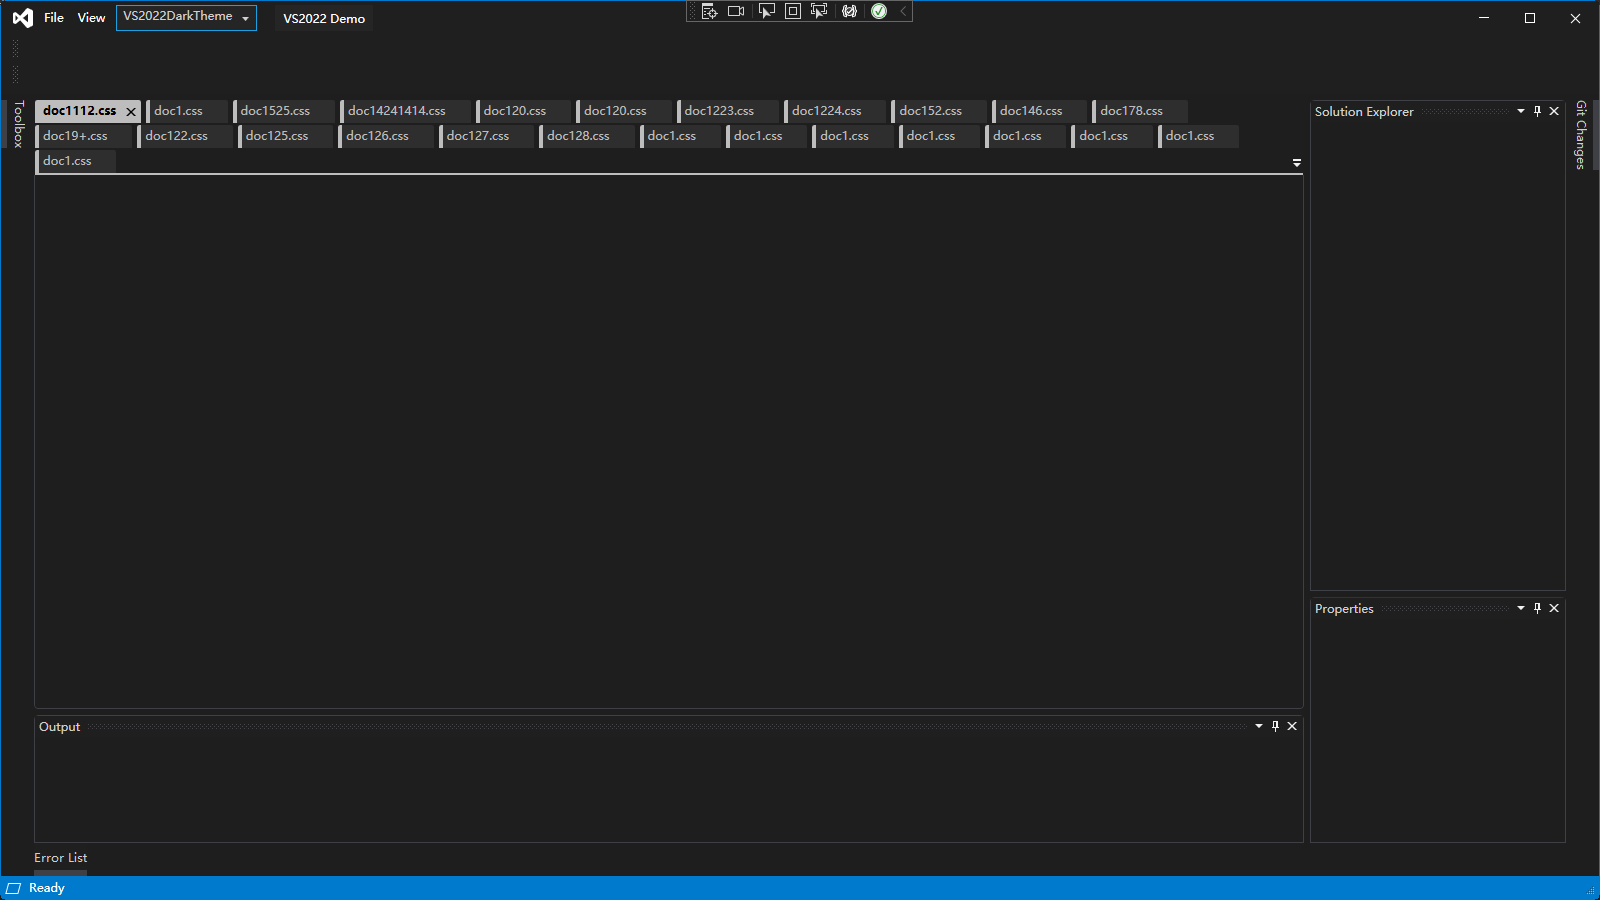 File View VS2022DarkTheme VS2022 Demo
Toolbox
doc1112.css doc1.css doc1525.css doc14241414.css doc120.css doc120.css doc1223.css doc1224.css doc152.css doc146.css doc178.css
doc19+.css doc122.css doc125.css doc126.css doc127.css doc128.css doc1.css doc1.css doc1.css doc1.css doc1.css doc1.css doc1.css
doc1.css
Solution Explorer
Git Changes
Properties
Output
Error List
Ready